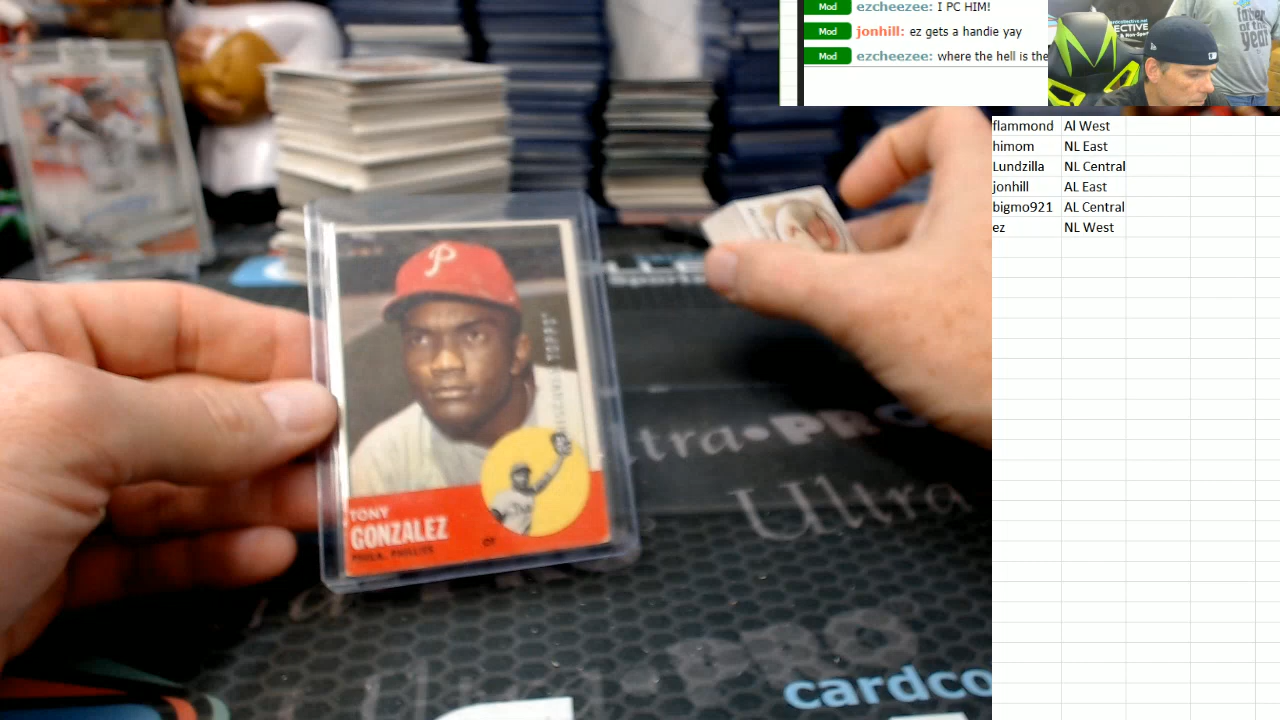 Mod ezcheezee: I PC HIM!
Mod jonhill: ez gets a handie yay
Mod ezcheezee: where the hell is the
flammond Al West
himom NL East
Lundzilla NL Central
jonhill AL East
bigmo921 AL Central
ez NL West
P
TOPPS
TONY
GONZALEZ
PHILA. PHILLIES OF
Ultra
PRO
cardco